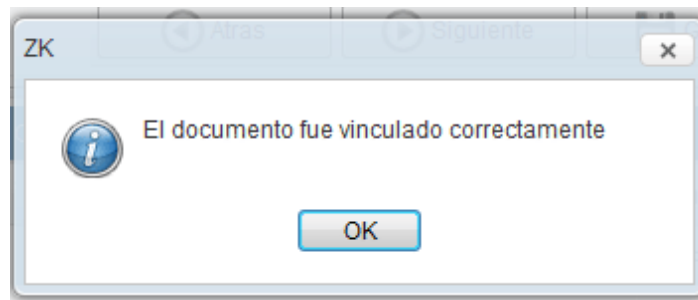 Atras
Siguiente
ZK
El documento fue vinculado correctamente
OK